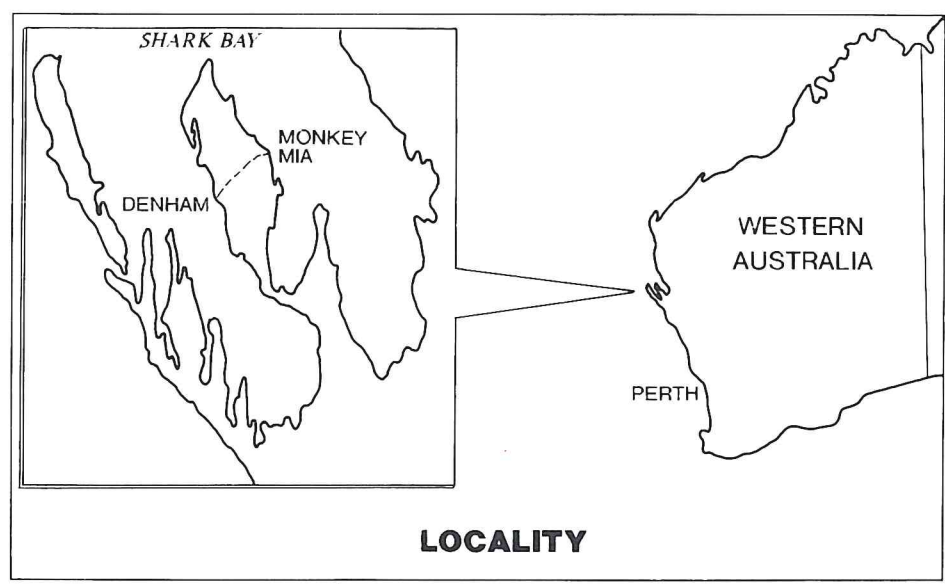 SHARK BAY
MONKEY
MIA
DENHAM
WESTERN
AUSTRALIA
PERTH
LOCALITY